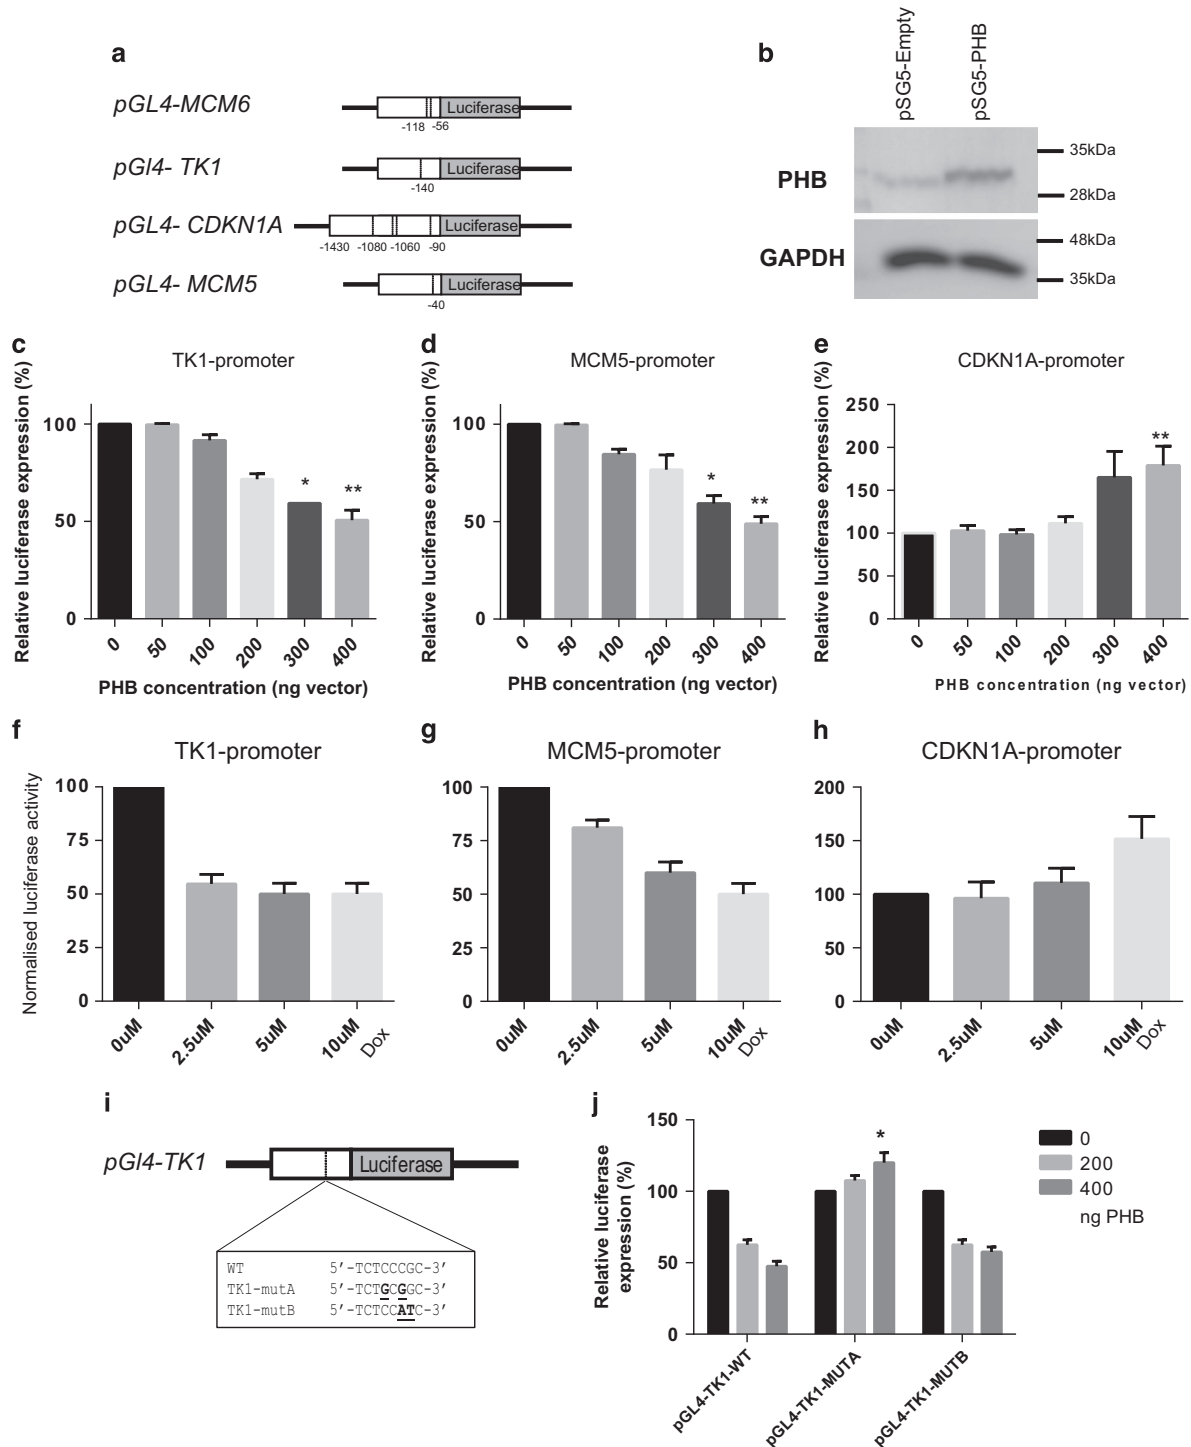 a
pGL4-MCM6
Luciferase
-118 -56
pGl4- TK1
Luciferase
-140
pGL4- CDKN1A
Luciferase
-1430 -1080 -1060 -90
pGL4- MCM5
Luciferase
-40
b
pSG5-Empty
pSG5-PHB
PHB
35kDa
28kDa
GAPDH
48kDa
35kDa
c
TK1-promoter
Relative luciferase expression (%)
100
50
0
* **
0 50 100 200 300 400
PHB concentration (ng vector)
d
MCM5-promoter
Relative luciferase expression (%)
100
50
0
* **
0 50 100 200 300 400
PHB concentration (ng vector)
e
CDKN1A-promoter
Relative luciferase expression (%)
250
200
150
100
50
0
**
0 50 100 200 300 400
PHB concentration (ng vector)
f
TK1-promoter
Normalised luciferase activity
100
75
50
25
0
0uM 2.5uM 5uM 10uM
Dox
g
MCM5-promoter
100
75
50
25
0
0uM 2.5uM 5uM 10uM
Dox
h
CDKN1A-promoter
200
150
100
50
0
0uM 2.5uM 5uM 10uM
Dox
i
pGl4-TK1
Luciferase
WT 5′-TCTCCCGC-3′
TK1-mutA 5′-TCTGCGGC-3′
TK1-mutB 5′-TCTCCATC-3′
j
Relative luciferase
expression (%)
150
100
50
0
*
pGL4-TK1-WT
pGL4-TK1-MUTA
pGL4-TK1-MUTB
0
200
400
ng PHB